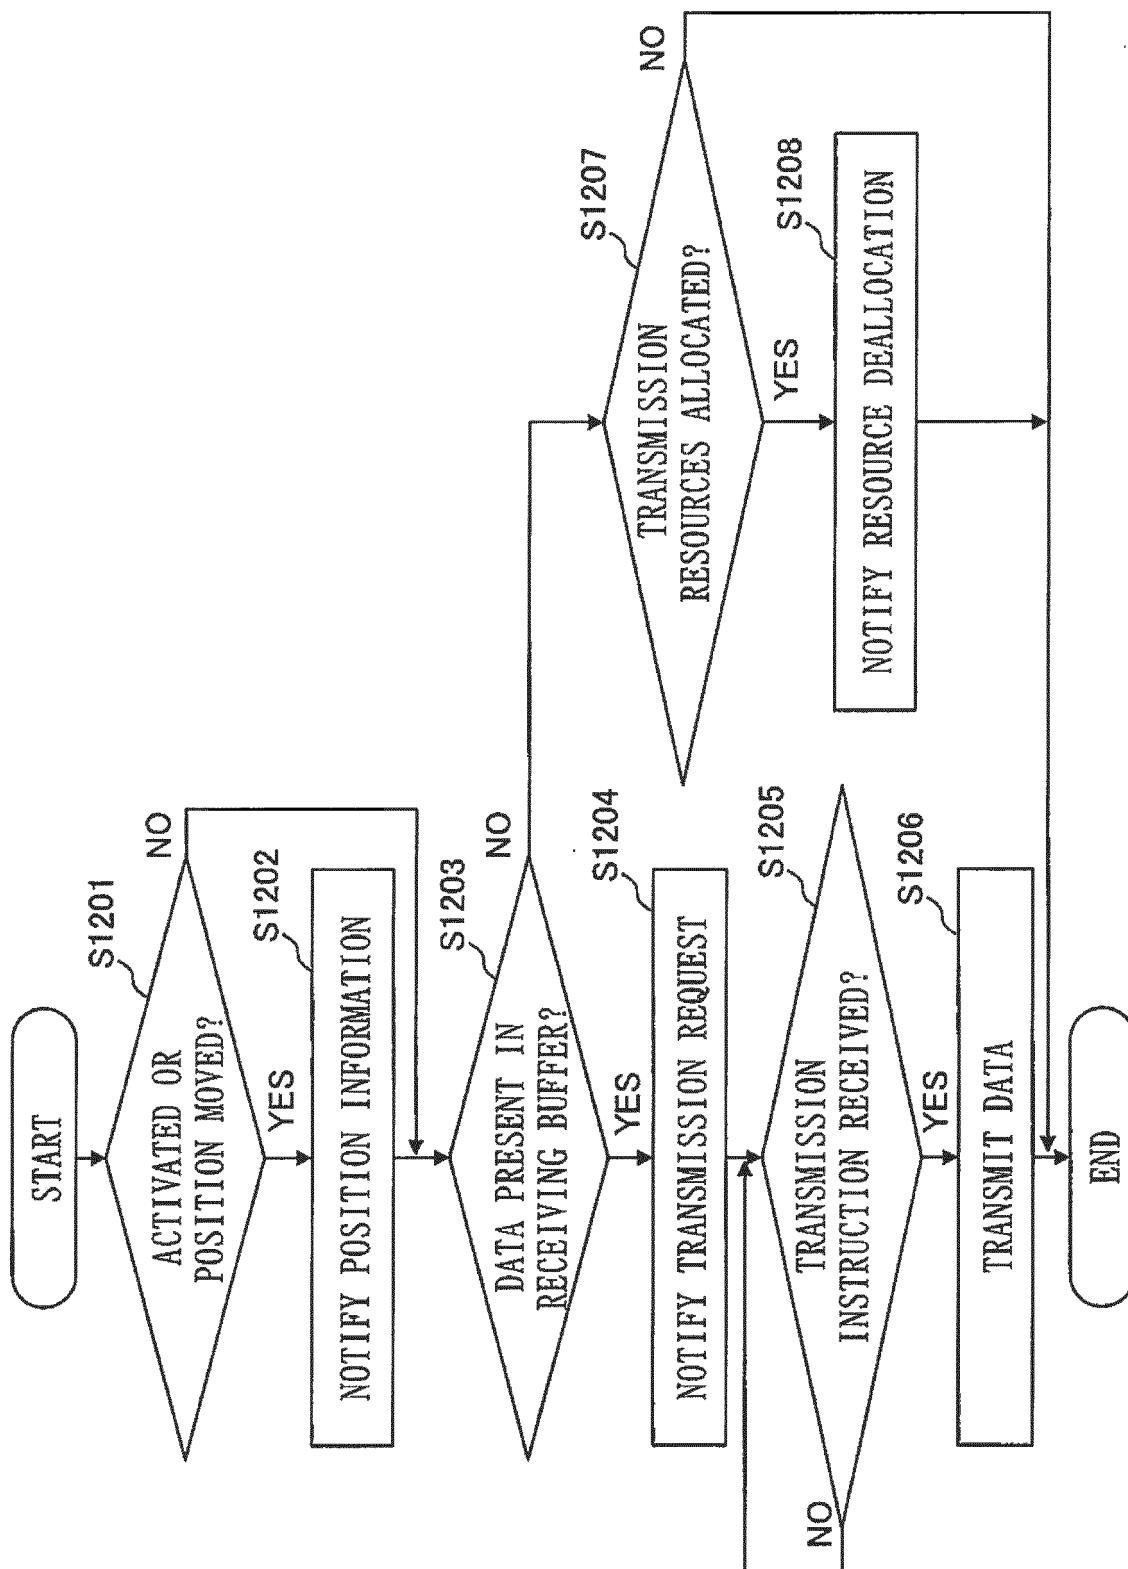 START
S1201
ACTIVATED OR
POSITION MOVED?
NO
YES
S1202
NOTIFY POSITION INFORMATION
S1203
DATA PRESENT IN
RECEIVING BUFFER?
NO
YES
S1204
NOTIFY TRANSMISSION REQUEST
S1205
TRANSMISSION
INSTRUCTION RECEIVED?
NO
YES
S1206
TRANSMIT DATA
S1207
TRANSMISSION
RESOURCES ALLOCATED?
NO
YES
S1208
NOTIFY RESOURCE DEALLOCATION
END